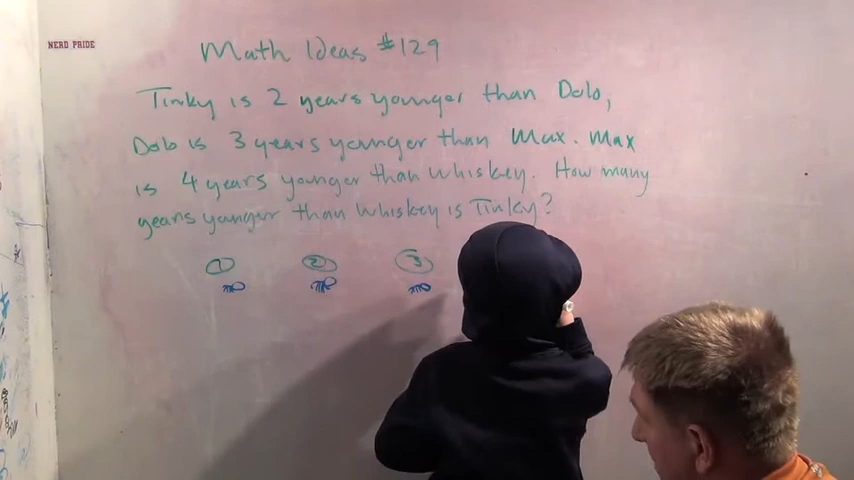 NERD PRIDE
Math Ideas #129
Tinky is 2 years younger than Dolo,
Dolo is 3 years younger than Max. Max
is 4 years younger than Whiskey. How many
years younger than Whiskey is Tinky?
1 2 3